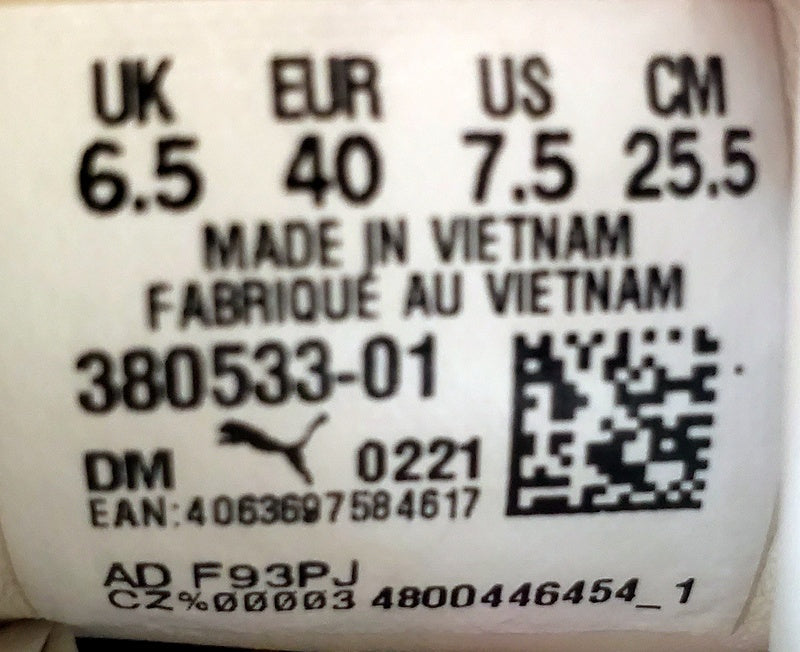 UK EUR US CM
6.5 40 7.5 25.5
MADE IN VIETNAM
FABRIQUÉ AU VIETNAM
380533-01
DM 0221
EAN:4063697584617
AD F93PJ
CZ%00003 4800446454_1